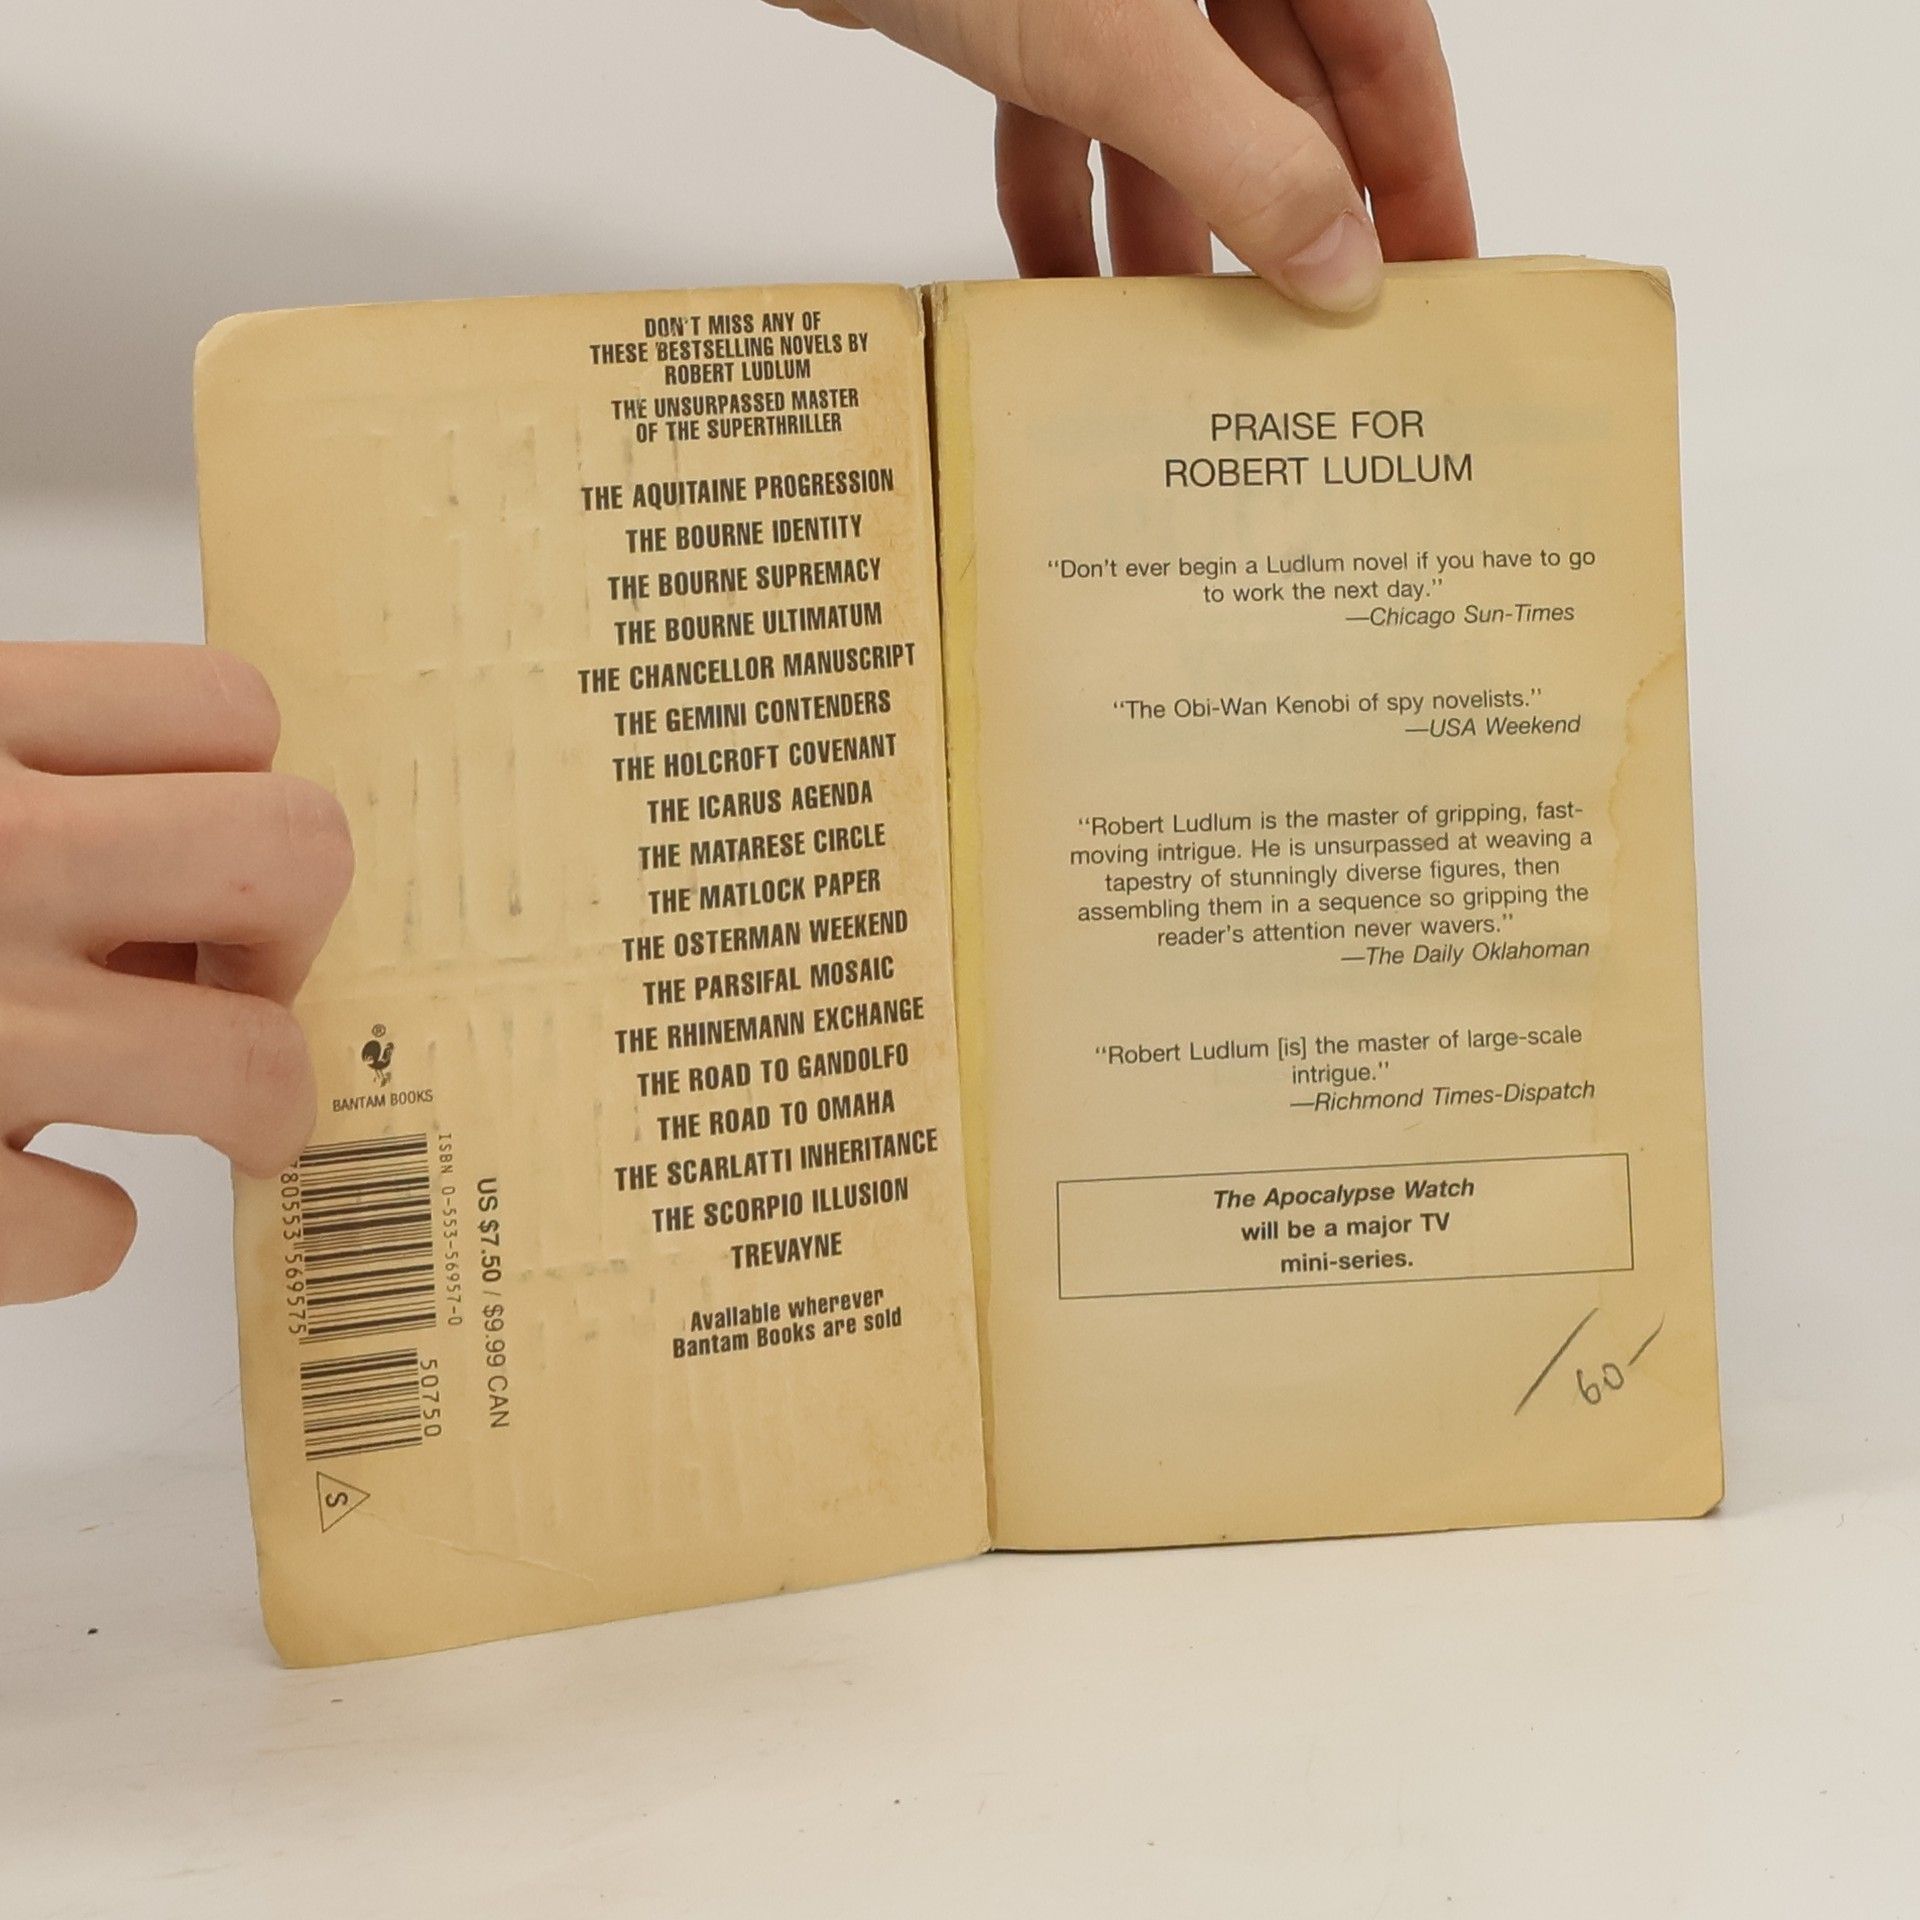 DON'T MISS ANY OF
THESE BESTSELLING NOVELS BY
ROBERT LUDLUM
THE UNSURPASSED MASTER
OF THE SUPERTHRILLER
THE AQUITAINE PROGRESSION
THE BOURNE IDENTITY
THE BOURNE SUPREMACY
THE BOURNE ULTIMATUM
THE CHANCELLOR MANUSCRIPT
THE GEMINI CONTENDERS
THE HOLCROFT COVENANT
THE ICARUS AGENDA
THE MATARESE CIRCLE
THE MATLOCK PAPER
THE OSTERMAN WEEKEND
THE PARSIFAL MOSAIC
THE RHINEMANN EXCHANGE
THE ROAD TO GANDOLFO
THE ROAD TO OMAHA
THE SCARLATTI INHERITANCE
THE SCORPIO ILLUSION
TREVAYNE
Available wherever
Bantam Books are sold
®
BANTAM BOOKS
US $7.50 / $9.99 CAN
ISBN 0-553-56957-0
50750
780553 569575
S
PRAISE FOR
ROBERT LUDLUM
“Don't ever begin a Ludlum novel if you have to go
to work the next day.”
—Chicago Sun-Times
“The Obi-Wan Kenobi of spy novelists.”
—USA Weekend
“Robert Ludlum is the master of gripping, fast-
moving intrigue. He is unsurpassed at weaving a
tapestry of stunningly diverse figures, then
assembling them in a sequence so gripping the
reader's attention never wavers.”
—The Daily Oklahoman
“Robert Ludlum [is] the master of large-scale
intrigue.”
—Richmond Times-Dispatch
The Apocalypse Watch
will be a major TV
mini-series.
/60-